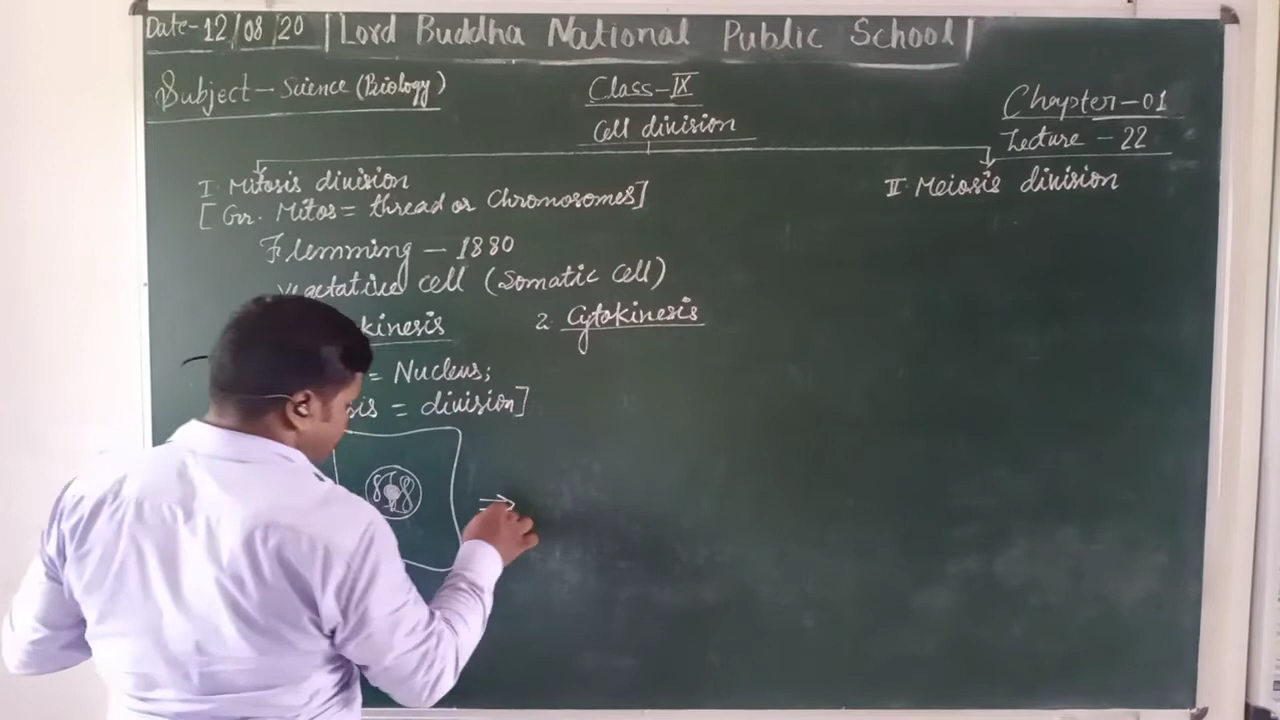 Date-12/08/20 | Lord Buddha National Public School |
Subject - Science (Biology)
Class-IX
Chapter-01
Cell division
Lecture - 22
I. Mitosis division
II. Meiosis division
[Gr. Mitos = thread or Chromosomes]
Flemming - 1880
vegetative cell (Somatic cell)
kinesis
2. Cytokinesis
= Nucleus;
sis = division]